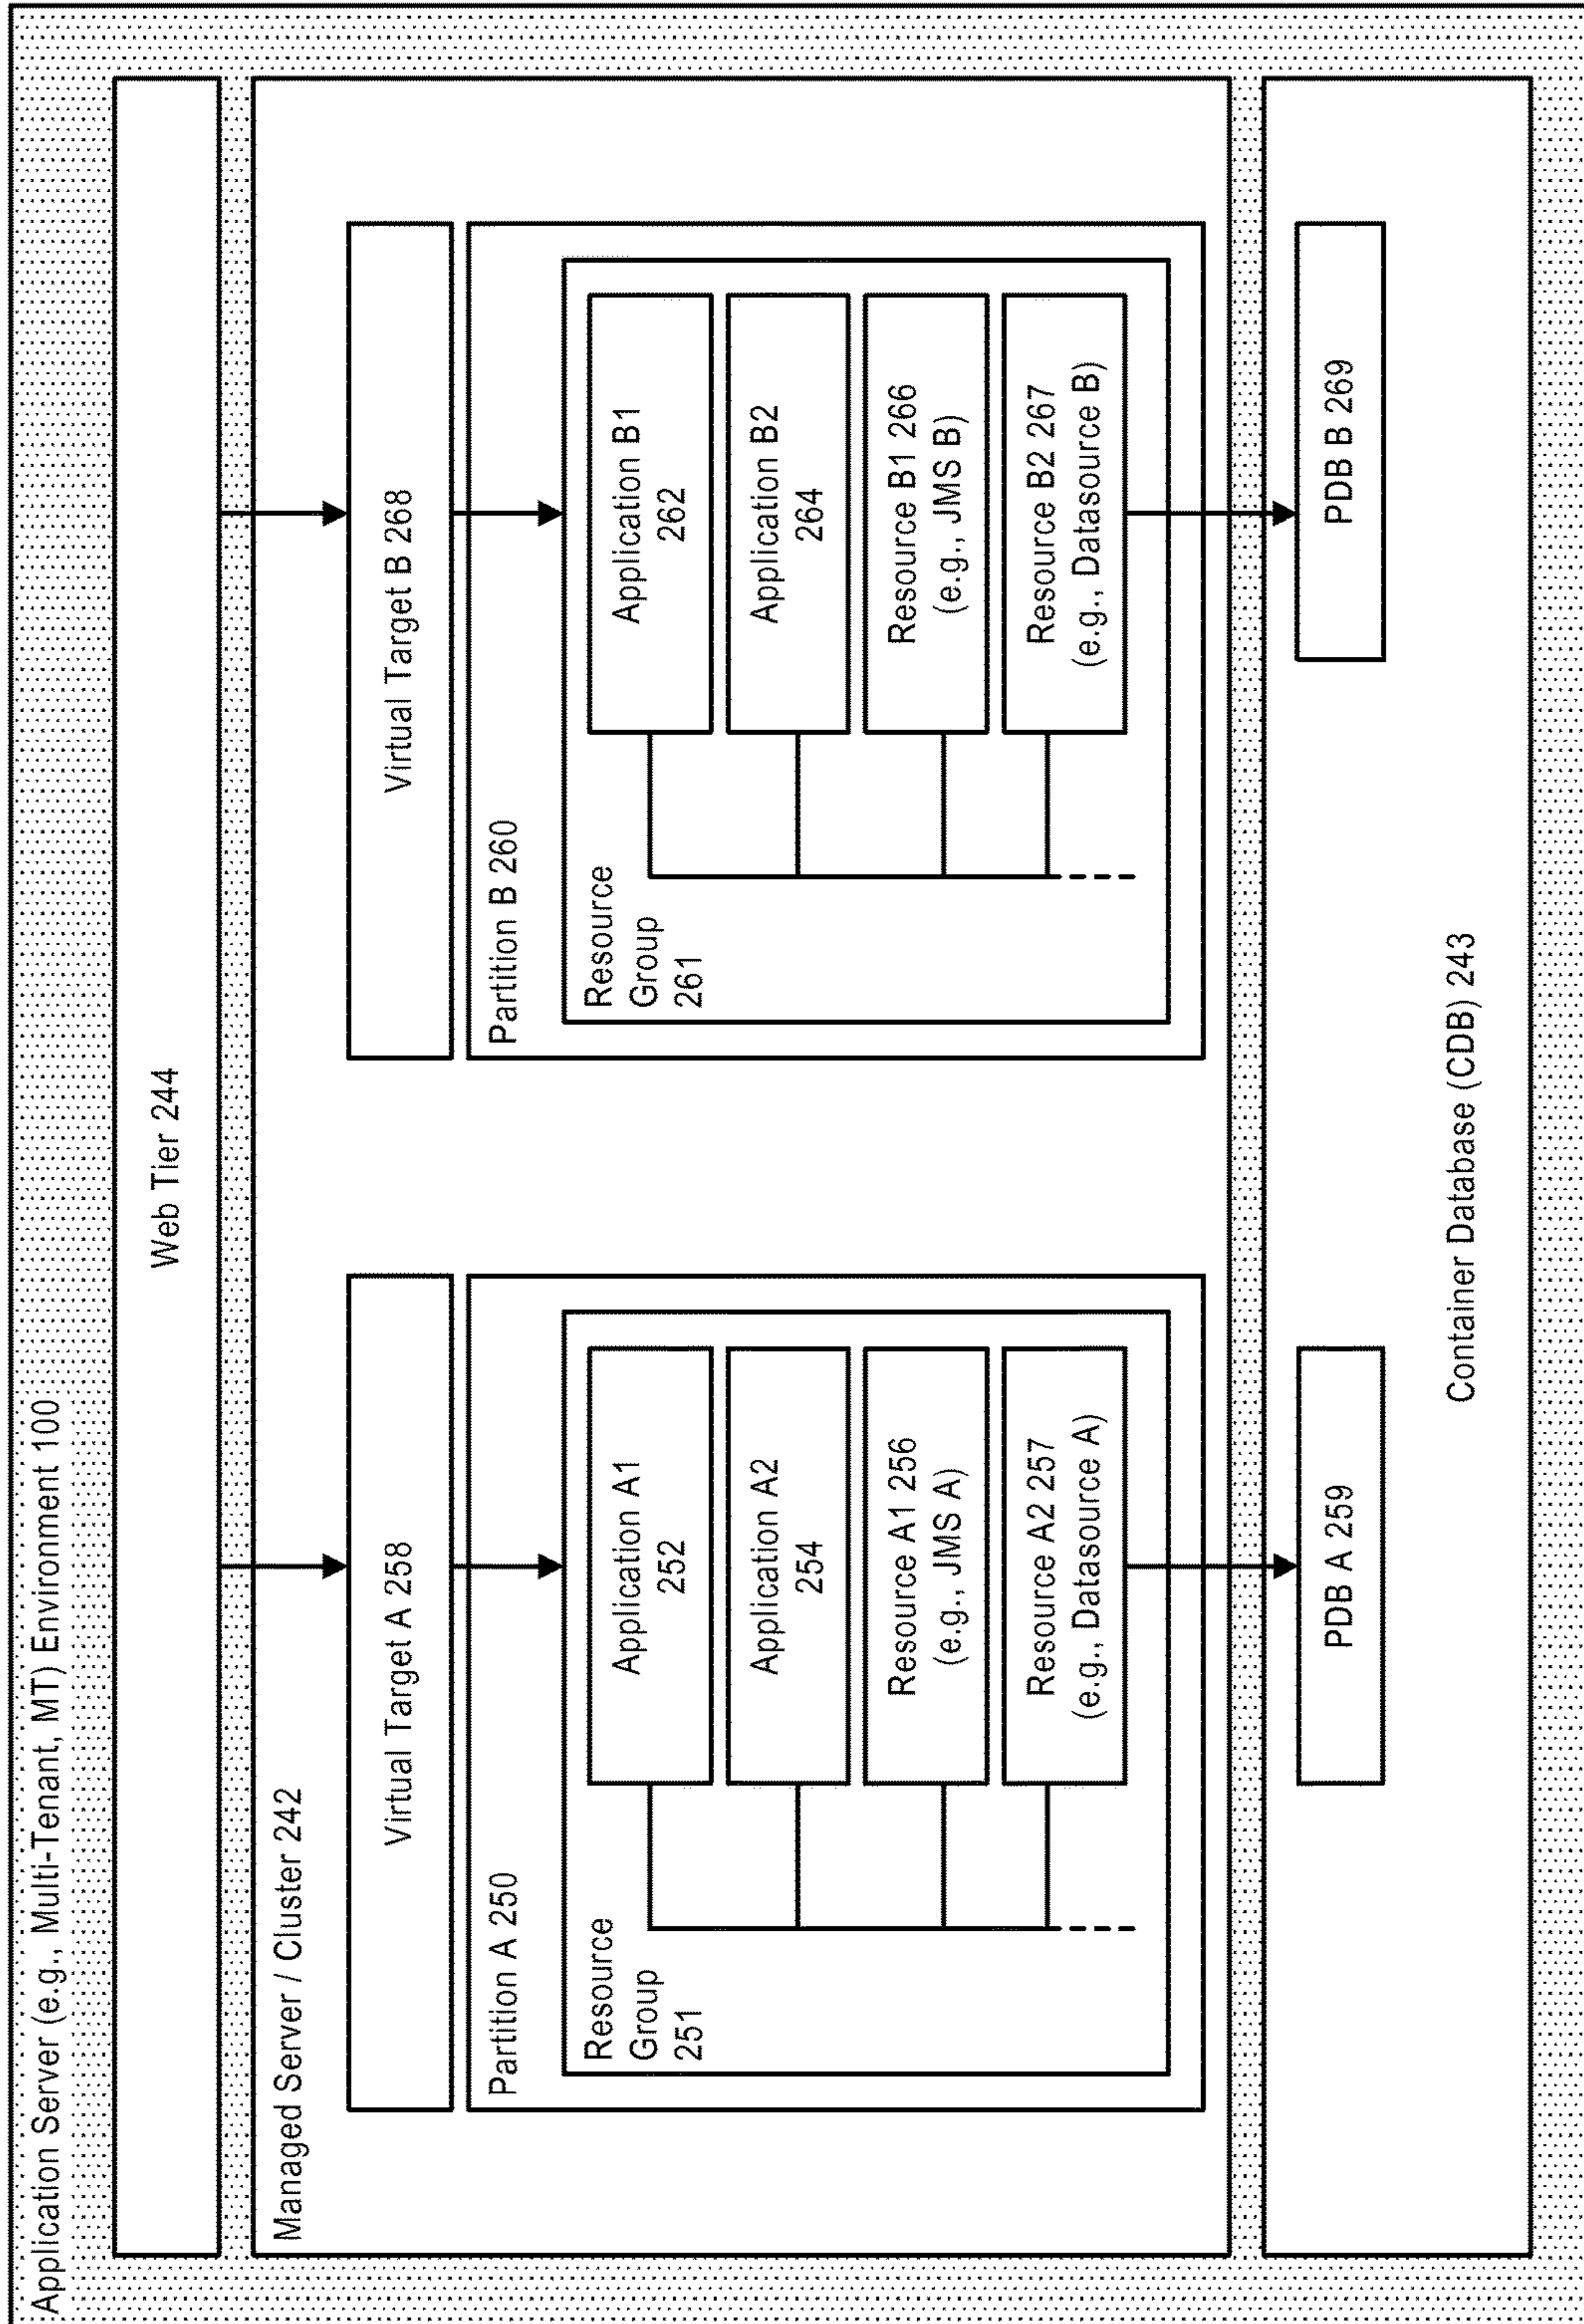 Application Server (e.g., Multi-Tenant, MT) Environment 100
Web Tier 244
Managed Server / Cluster 242
Virtual Target A 258
Partition A 250
Resource
Group
251
Application A1
252
Application A2
254
Resource A1 256
(e.g., JMS A)
Resource A2 257
(e.g., Datasource A)
Virtual Target B 268
Partition B 260
Resource
Group
261
Application B1
262
Application B2
264
Resource B1 266
(e.g., JMS B)
Resource B2 267
(e.g., Datasource B)
PDB A 259
PDB B 269
Container Database (CDB) 243